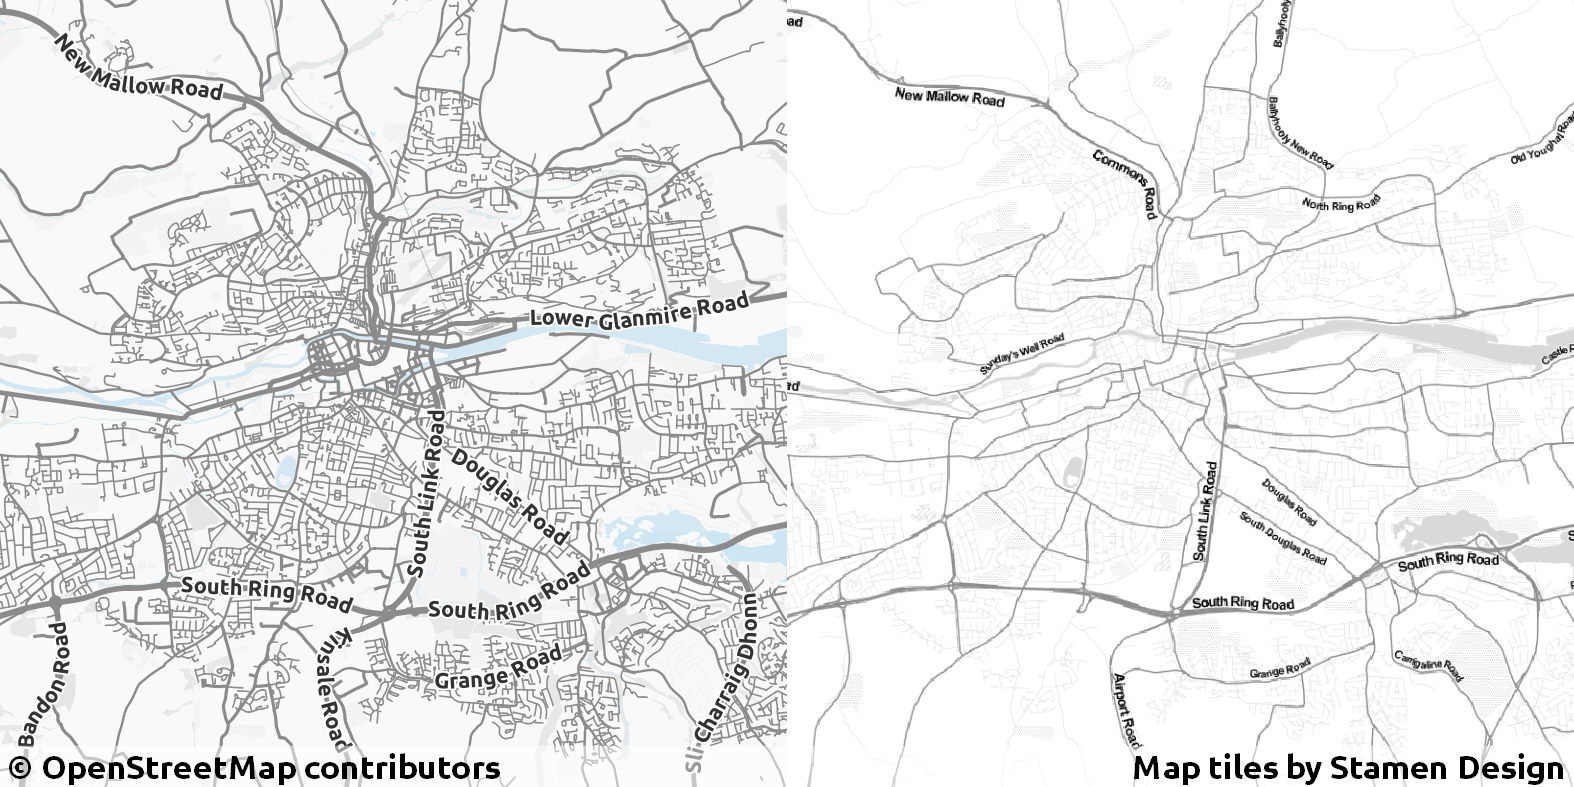 New Mallow Road
Lower Glanmire Road
South Link Road
Douglas Road
South Ring Road
South Ring Road
Kinsale Road
Grange Road
Bandon Road
Sli Charraig Dhonn
© OpenStreetMap contributors
ad
New Mallow Road
Commons Road
Ballyhooly
Ballyhooly New Road
Old Youghal Road
North Ring Road
Sunday's Well Road
Castle R
ad
South Link Road
Douglas Road
South Douglas Road
South Ring Road
S
South Ring Road
Grange Road
Carrigaline Road
Airport Road
Map tiles by Stamen Design